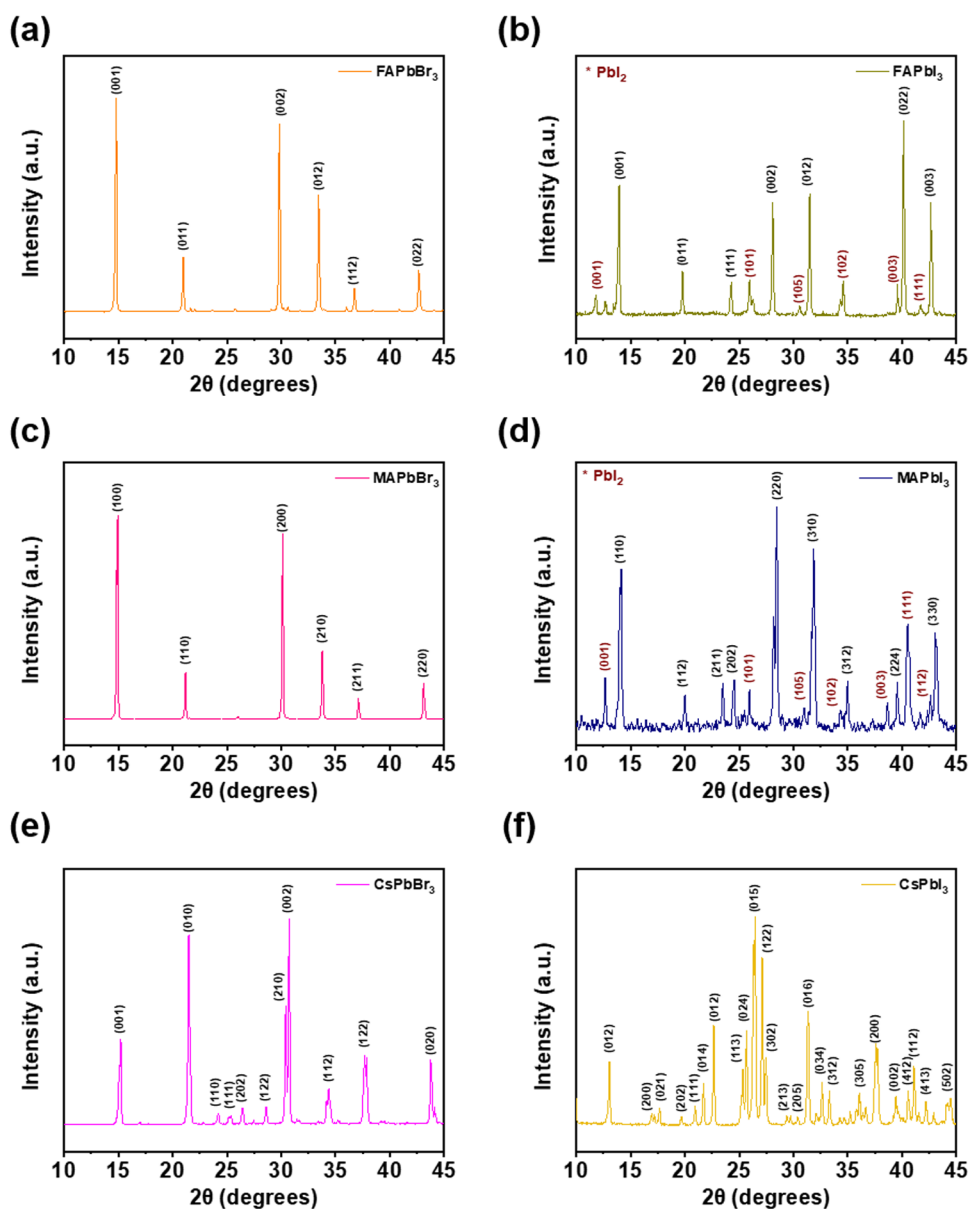 (a)
FAPbBr₃
(001)
(011)
(002)
(012)
(112)
(022)
Intensity (a.u.)
10 15 20 25 30 35 40 45
2θ (degrees)
(b)
* PbI₂
FAPbI₃
(001)
(001)
(011)
(111)
(101)
(002)
(105)
(012)
(102)
(003)
(022)
(111)
(003)
Intensity (a.u.)
10 15 20 25 30 35 40 45
2θ (degrees)
(c)
MAPbBr₃
(100)
(110)
(200)
(210)
(211)
(220)
Intensity (a.u.)
10 15 20 25 30 35 40 45
2θ (degrees)
(d)
* PbI₂
MAPbI₃
(001)
(110)
(112)
(211)
(202)
(101)
(220)
(105)
(310)
(102)
(312)
(003)
(224)
(111)
(112)
(330)
Intensity (a.u.)
10 15 20 25 30 35 40 45
2θ (degrees)
(e)
CsPbBr₃
(001)
(010)
(110)
(111)
(202)
(122)
(210)
(002)
(112)
(122)
(020)
Intensity (a.u.)
10 15 20 25 30 35 40 45
2θ (degrees)
(f)
CsPbI₃
(012)
(200)
(021)
(202)
(111)
(014)
(012)
(113)
(024)
(015)
(122)
(302)
(213)
(205)
(016)
(034)
(312)
(305)
(200)
(002)
(412)
(112)
(413)
(502)
Intensity (a.u.)
10 15 20 25 30 35 40 45
2θ (degrees)